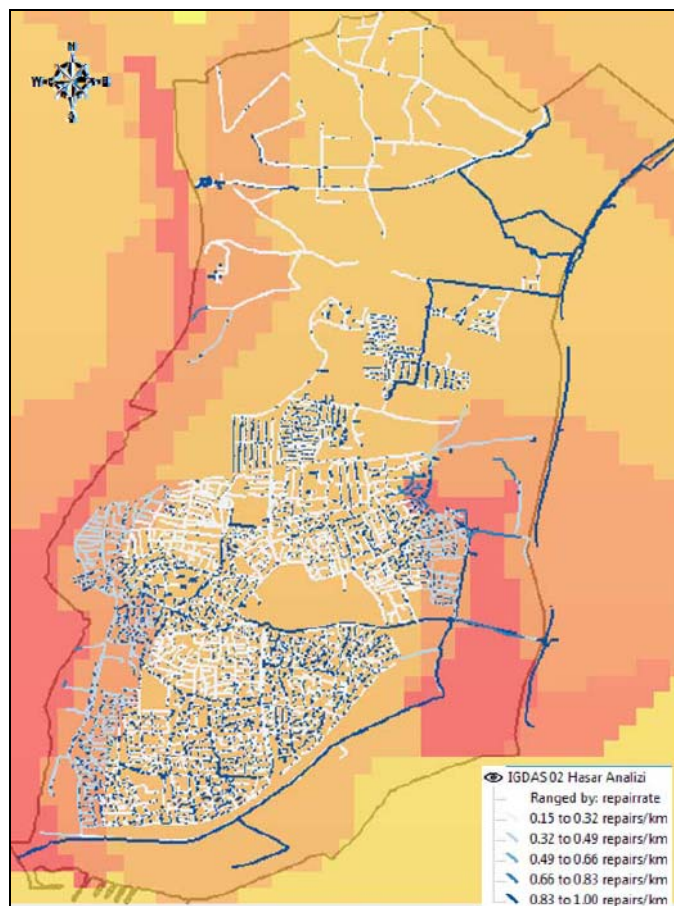 N
W
E
S
IGDAS 02 Hasar Analizi
Ranged by: repairrate
0.15 to 0.32 repairs/km
0.32 to 0.49 repairs/km
0.49 to 0.66 repairs/km
0.66 to 0.83 repairs/km
0.83 to 1.00 repairs/km